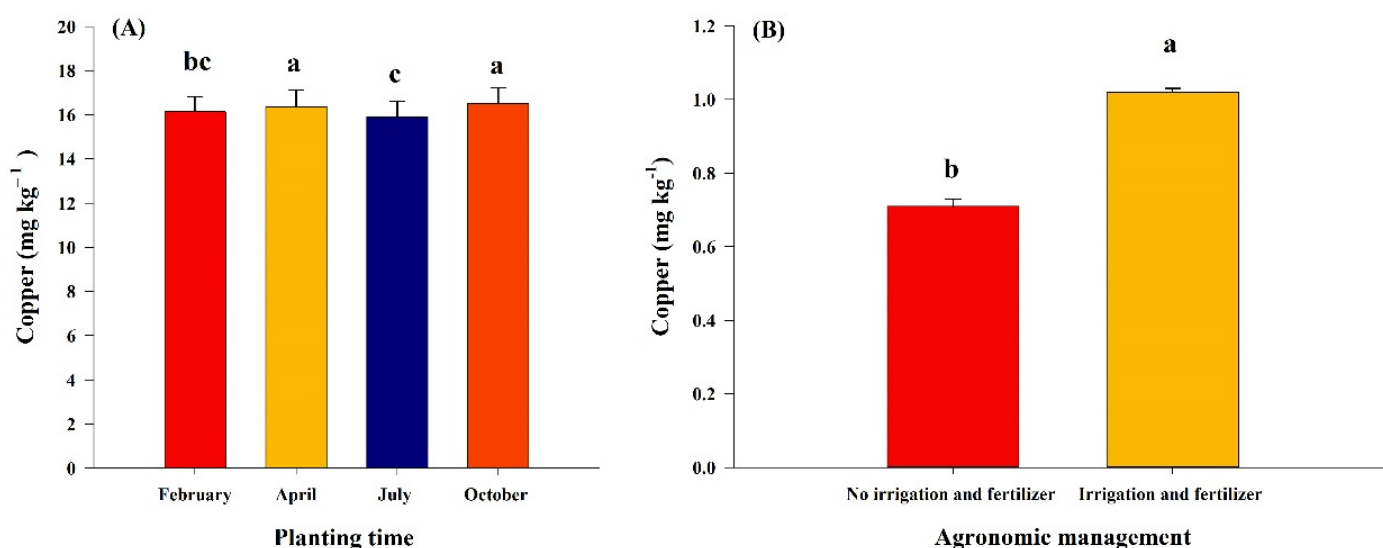 (A)
20
18
16
14
12
10
8
6
4
2
0
Copper (mg kg⁻¹)
bc
a
c
a
February April July October
Planting time
(B)
1.2
1.0
0.8
0.6
0.4
0.2
0.0
Copper (mg kg⁻¹)
b
a
No irrigation and fertilizer Irrigation and fertilizer
Agronomic management